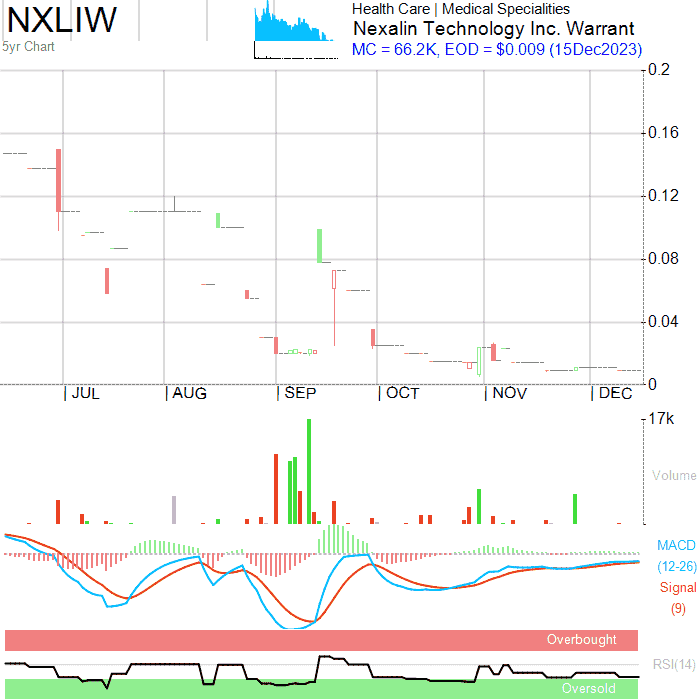 NXLIW
5yr Chart
Health Care | Medical Specialities
Nexalin Technology Inc. Warrant
MC = 66.2K, EOD = $0.009 (15Dec2023)
0.2
0.16
0.12
0.08
0.04
0
| JUL | AUG | SEP | OCT | NOV | DEC
17k
Volume
MACD
(12-26)
Signal
(9)
Overbought
RSI(14)
Oversold